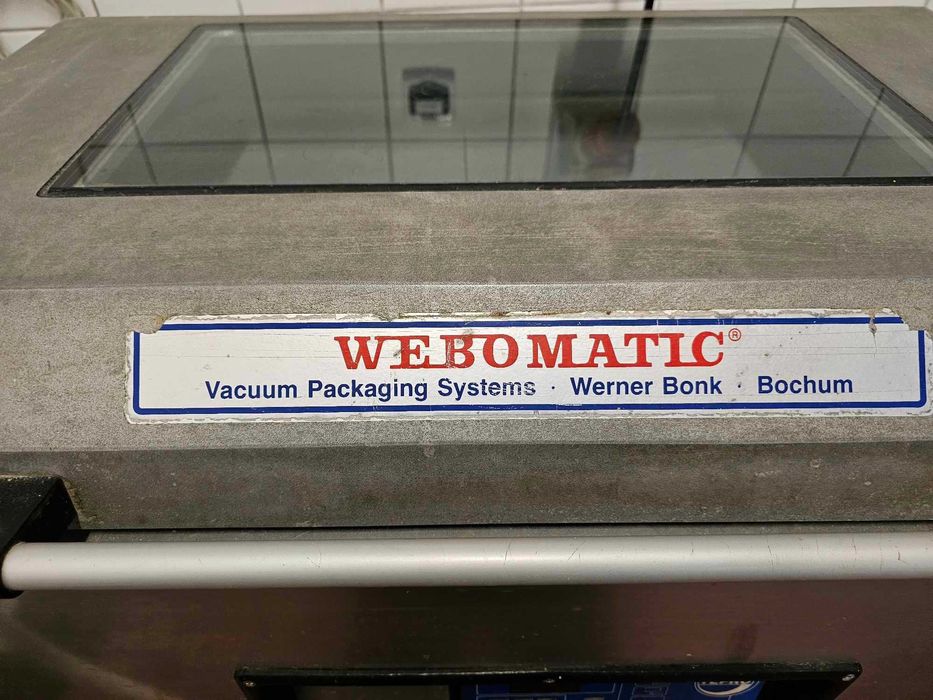 WEBOMATIC®
Vacuum Packaging Systems · Werner Bonk · Bochum